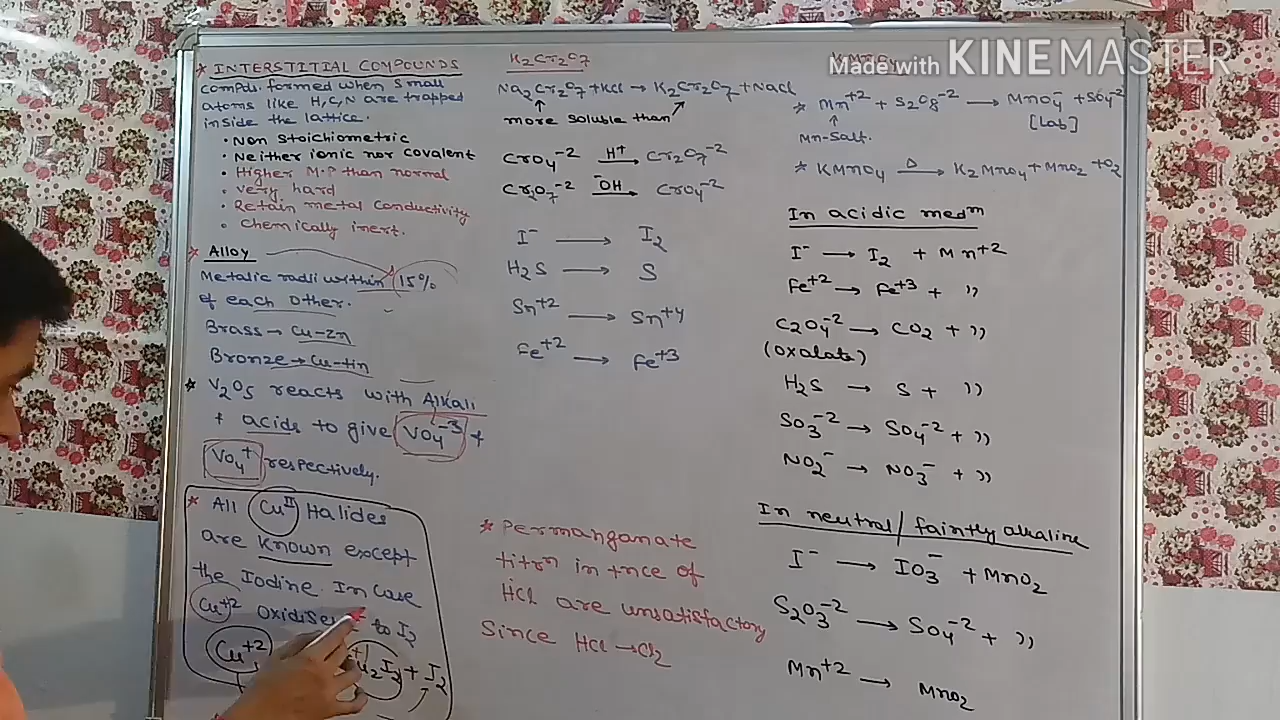 Made with KINEMASTER
* INTERSTITIAL COMPOUNDS
compds. formed when small
atoms like H,C,N are trapped
inside the lattice.
• Non stoichiometric
• Neither ionic nor covalent
• Higher M.P than normal
• very hard
• Retain metal conductivity
• chemically inert.
* Alloy
Metalic radii within 15%
of each other.
Brass → Cu-Zn
Bronze → Cu-tin
* V2O5 reacts with Alkali
+ acids to give VO4^-3 +
VO4^+ respectively.
* All Cu^II Halides
are known except
the Iodine. In case
Cu^+2 oxidises I^- to I2
Cu^+2
I2 + I2
K2Cr2O7
Na2Cr2O7 + KCl → K2Cr2O7 + NaCl
↑
more soluble than
CrO4^-2 H^+ → Cr2O7^-2
Cr2O7^-2 ^-OH → CrO4^-2
I^- → I2
H2S → S
Sn^+2 → Sn^+4
Fe^+2 → Fe^+3
* Permanganate
titrn in tnce of
HCl are unsatisfactory
Since HCl → Cl2
* Mn^+2 + S2O8^-2 → MnO4^- + SO4^-2
↑
Mn-salt.
[Lab]
* KMnO4 Δ → K2MnO4 + MnO2 + O2
In acidic medm
I^- → I2 + Mn^+2
Fe^+2 → Fe^+3 + ))
C2O4^-2 → CO2 + ))
(oxalate)
H2S → S + ))
SO3^-2 → SO4^-2 + ))
NO2^- → NO3^- + ))
In neutral/faintly alkaline
I^- → IO3^- + MnO2
S2O3^-2 → SO4^-2 + ))
Mn^+2 → MnO2